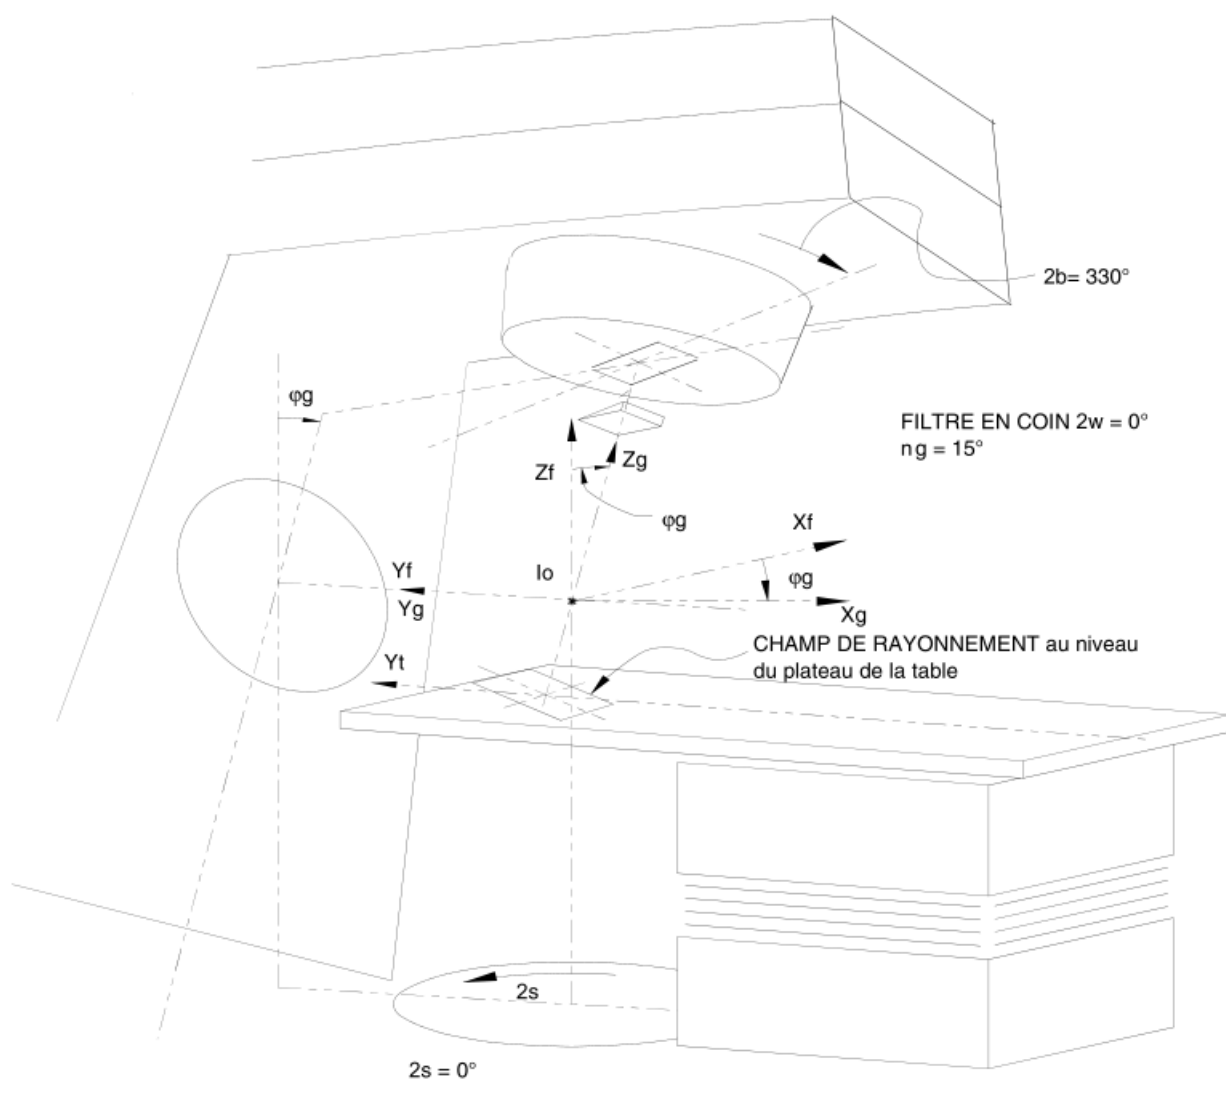 2b= 330°
φg
FILTRE EN COIN 2w = 0°
n g = 15°
Zf
Zg
φg
Xf
Yf
Io
φg
Yg
Xg
CHAMP DE RAYONNEMENT au niveau
du plateau de la table
Yt
2s
2s = 0°